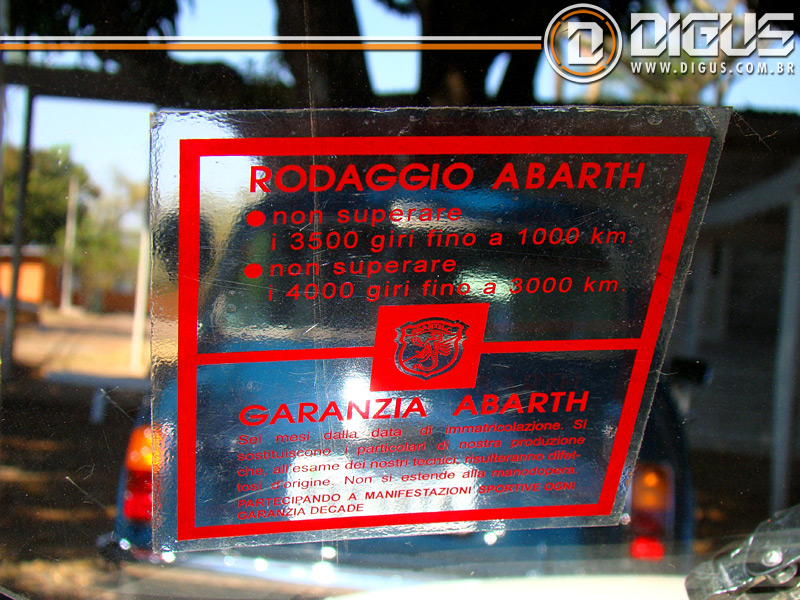 DIGUS
WWW.DIGUS.COM.BR
RODAGGIO ABARTH
non superare
i 3500 giri fino a 1000 km.
non superare
i 4000 giri fino a 3000 km.
ABARTH
GARANZIA ABARTH
Sei mesi dalla data di immatricolazione. Si
sostituiscono i particolari di nostra produzione
che, all'esame dei nostri tecnici, risulteranno difet-
tosi d'origine. Non si estende alla manodopera.
PARTECIPANDO A MANIFESTAZIONI SPORTIVE OGNI
GARANZIA DECADE